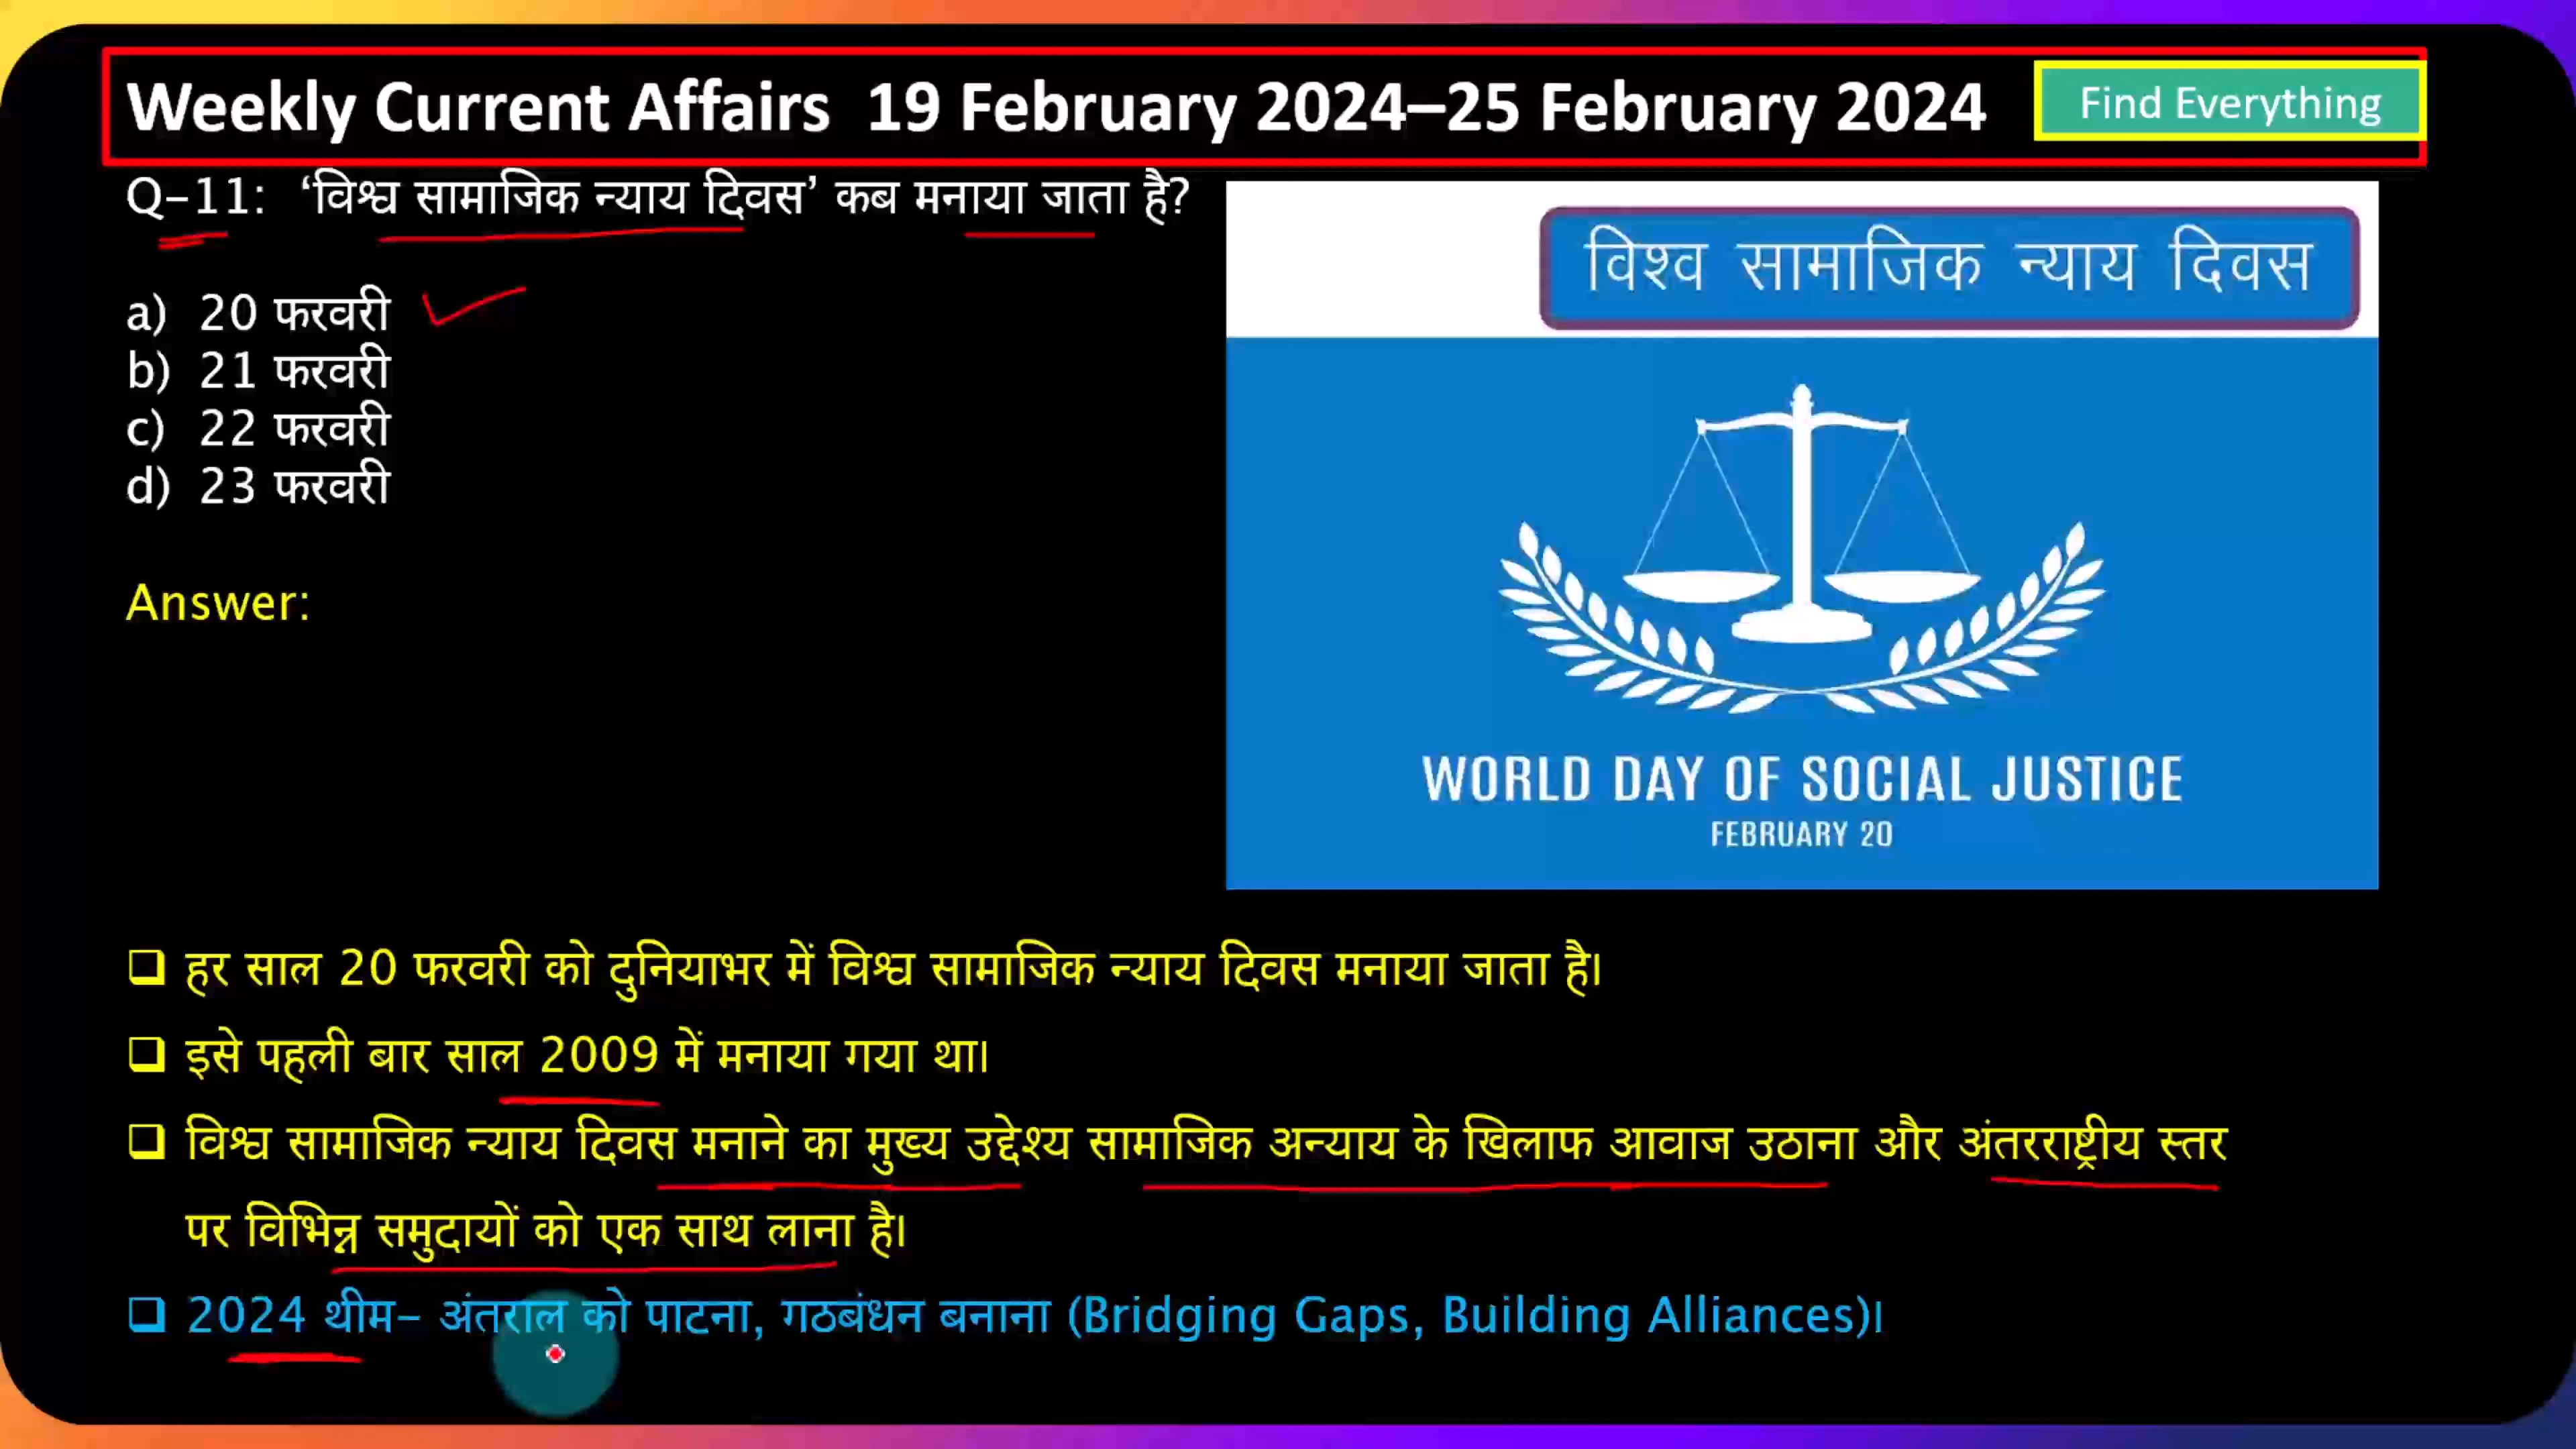 Weekly Current Affairs 19 February 2024–25 February 2024
Find Everything
Q–11: ‘विश्व सामाजिक न्याय दिवस’ कब मनाया जाता है?
a) 20 फरवरी
b) 21 फरवरी
c) 22 फरवरी
d) 23 फरवरी
Answer:
विश्व सामाजिक न्याय दिवस
WORLD DAY OF SOCIAL JUSTICE
FEBRUARY 20
❑ हर साल 20 फरवरी को दुनियाभर में विश्व सामाजिक न्याय दिवस मनाया जाता है।
❑ इसे पहली बार साल 2009 में मनाया गया था।
❑ विश्व सामाजिक न्याय दिवस मनाने का मुख्य उद्देश्य सामाजिक अन्याय के खिलाफ आवाज उठाना और अंतरराष्ट्रीय स्तर
पर विभिन्न समुदायों को एक साथ लाना है।
❑ 2024 थीम– अंतराल को पाटना, गठबंधन बनाना (Bridging Gaps, Building Alliances)।